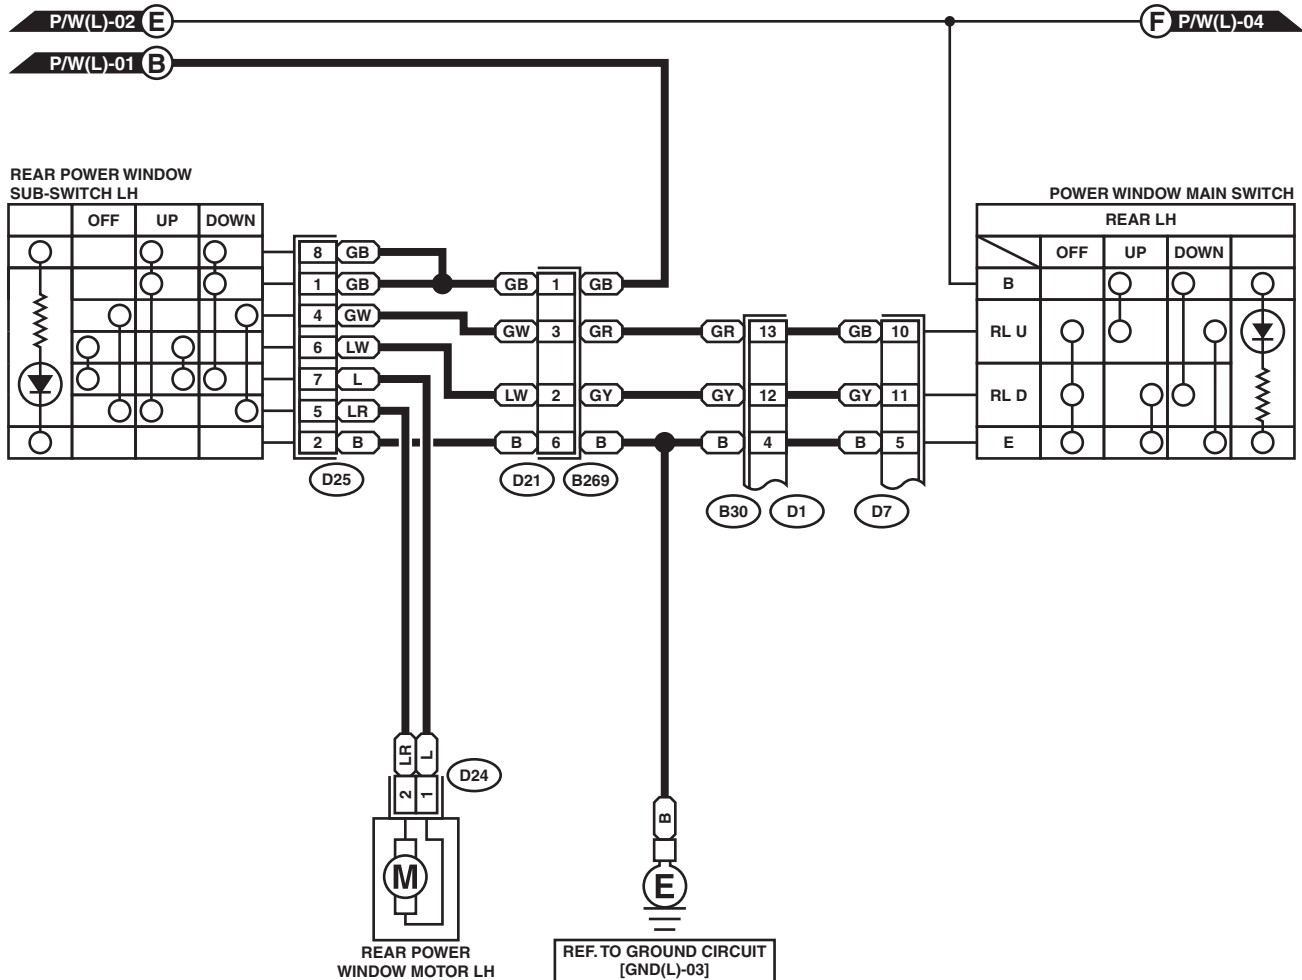 P/W(L)-02 E F P/W(L)-04
P/W(L)-01 B
REAR POWER WINDOW
SUB-SWITCH LH
POWER WINDOW MAIN SWITCH
OFF UP DOWN
REAR LH
OFF UP DOWN
8 GB
1 GB GB 1 GB B
4 GW
GW 3 GR GR 13 GB 10 RL U
6 LW
7 L
LW 2 GY GY 12 GY 11 RL D
5 LR
2 B B 6 B B 4 B 5 E
D25 D21 B269
B30 D1 D7
LR L
D24
2 1
B
M
E
REAR POWER
WINDOW MOTOR LH
REF. TO GROUND CIRCUIT
[GND(L)-03]